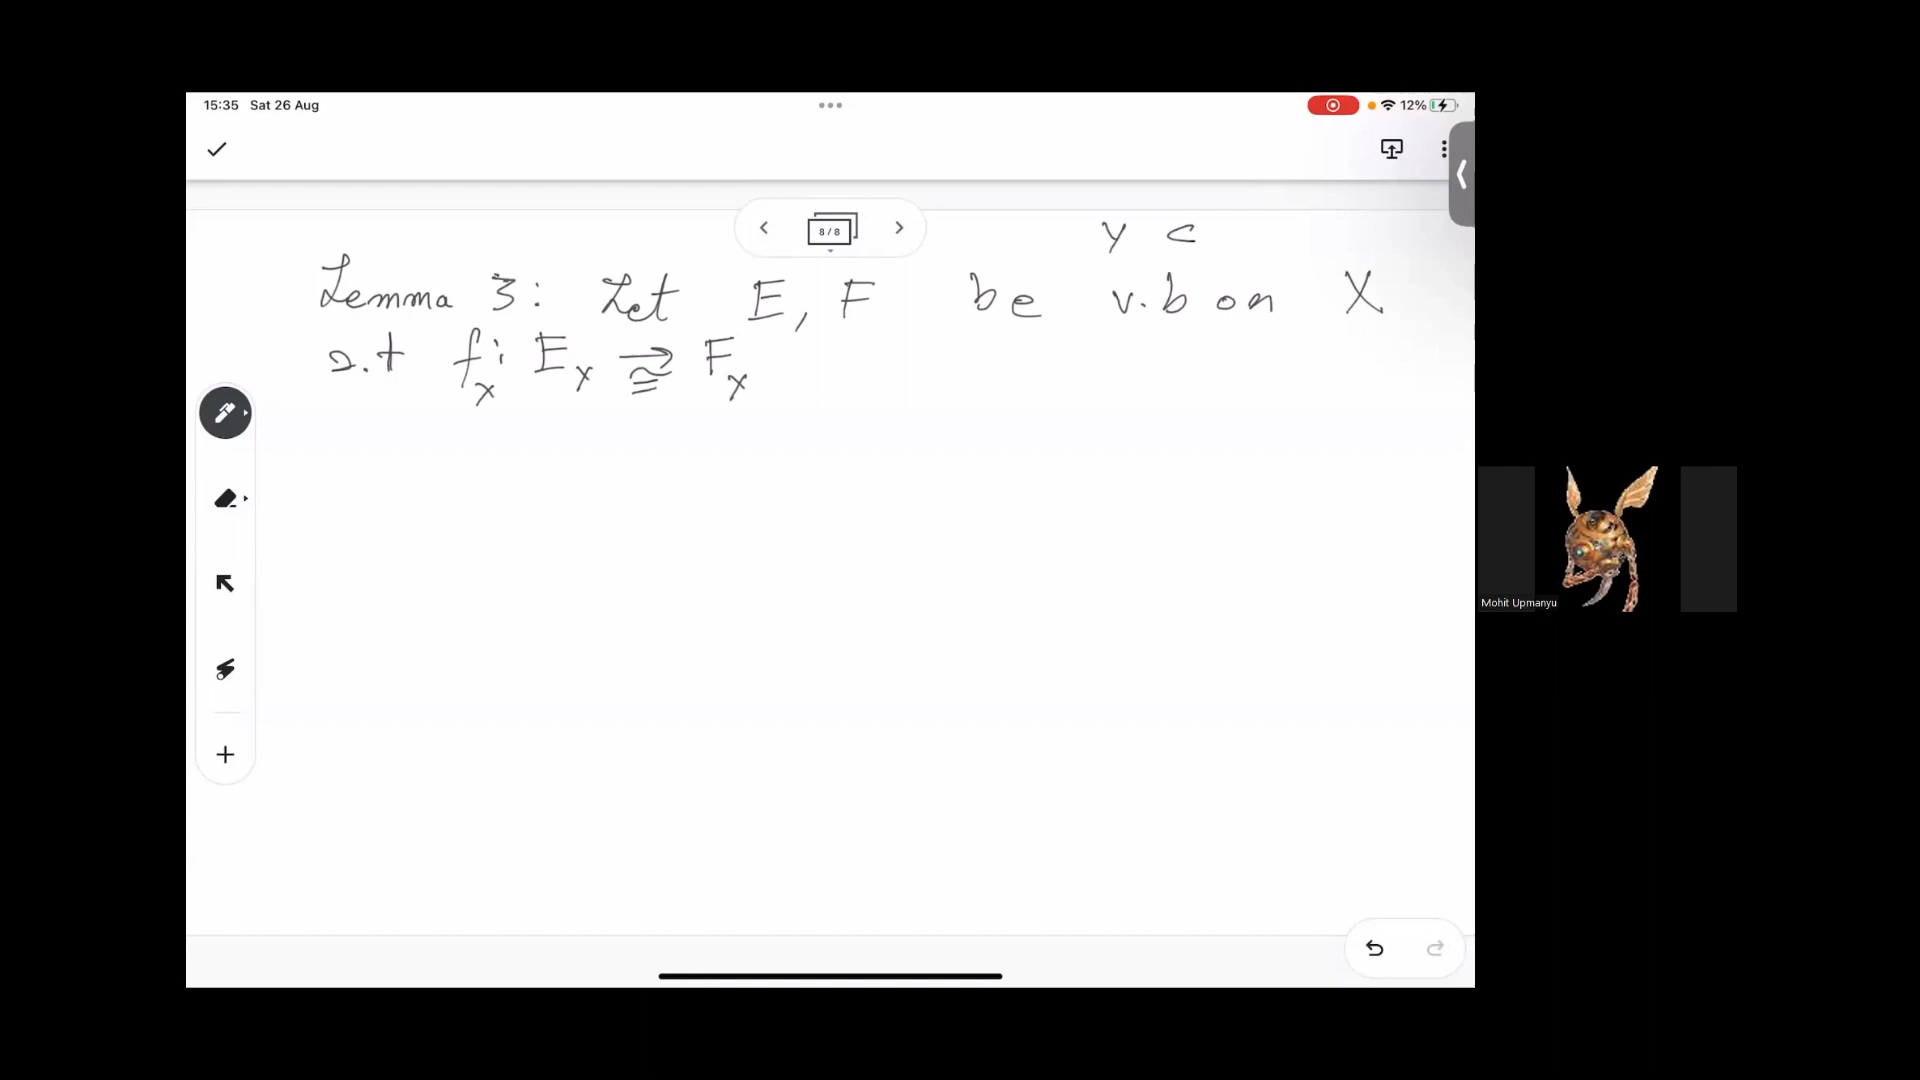 15:35 Sat 26 Aug
12%
8 / 8
y ⊂
Lemma 3: Let E, F be v.b on X
s.t f_x : E_x →≅ F_x
Mohit Upmanyu